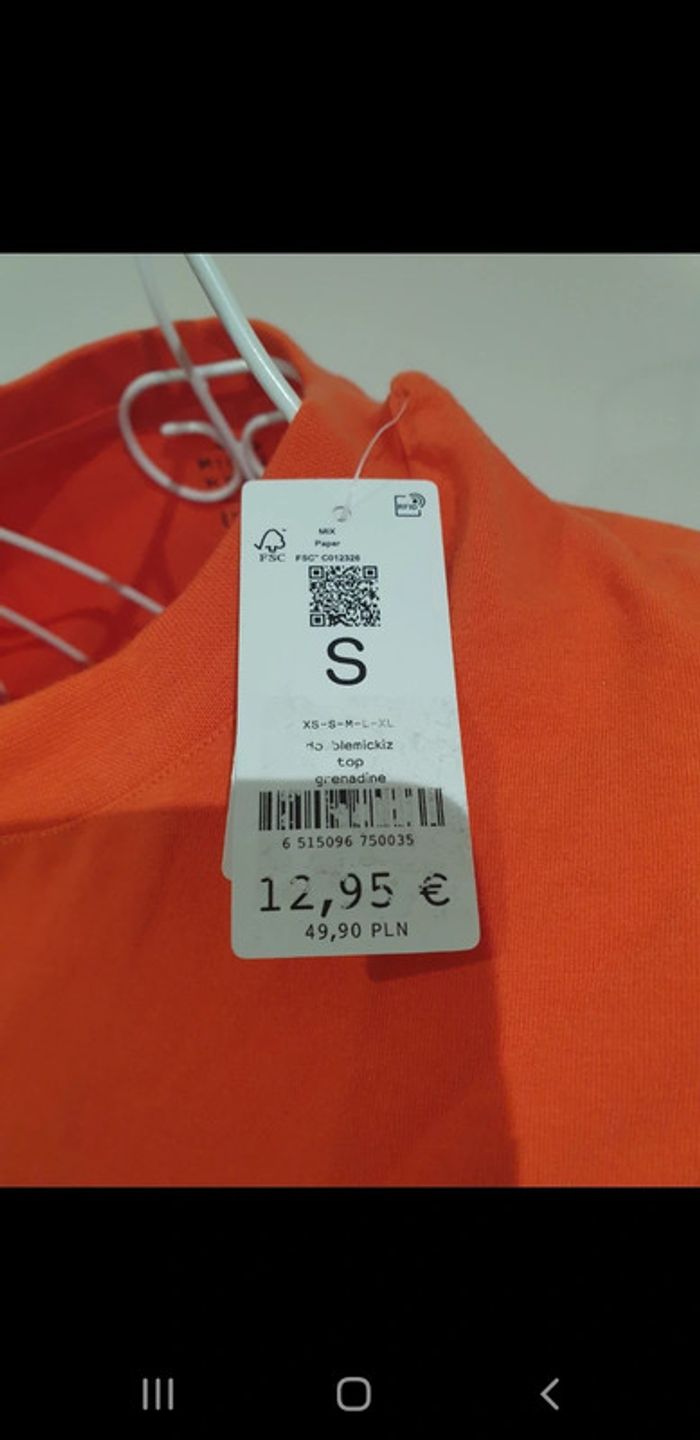 RFID
MIX
Paper
FSC
FSC® C012326
S
XS-S-M-L-XL
top
grenadine
6 515096 750035
12,95 €
49,90 PLN